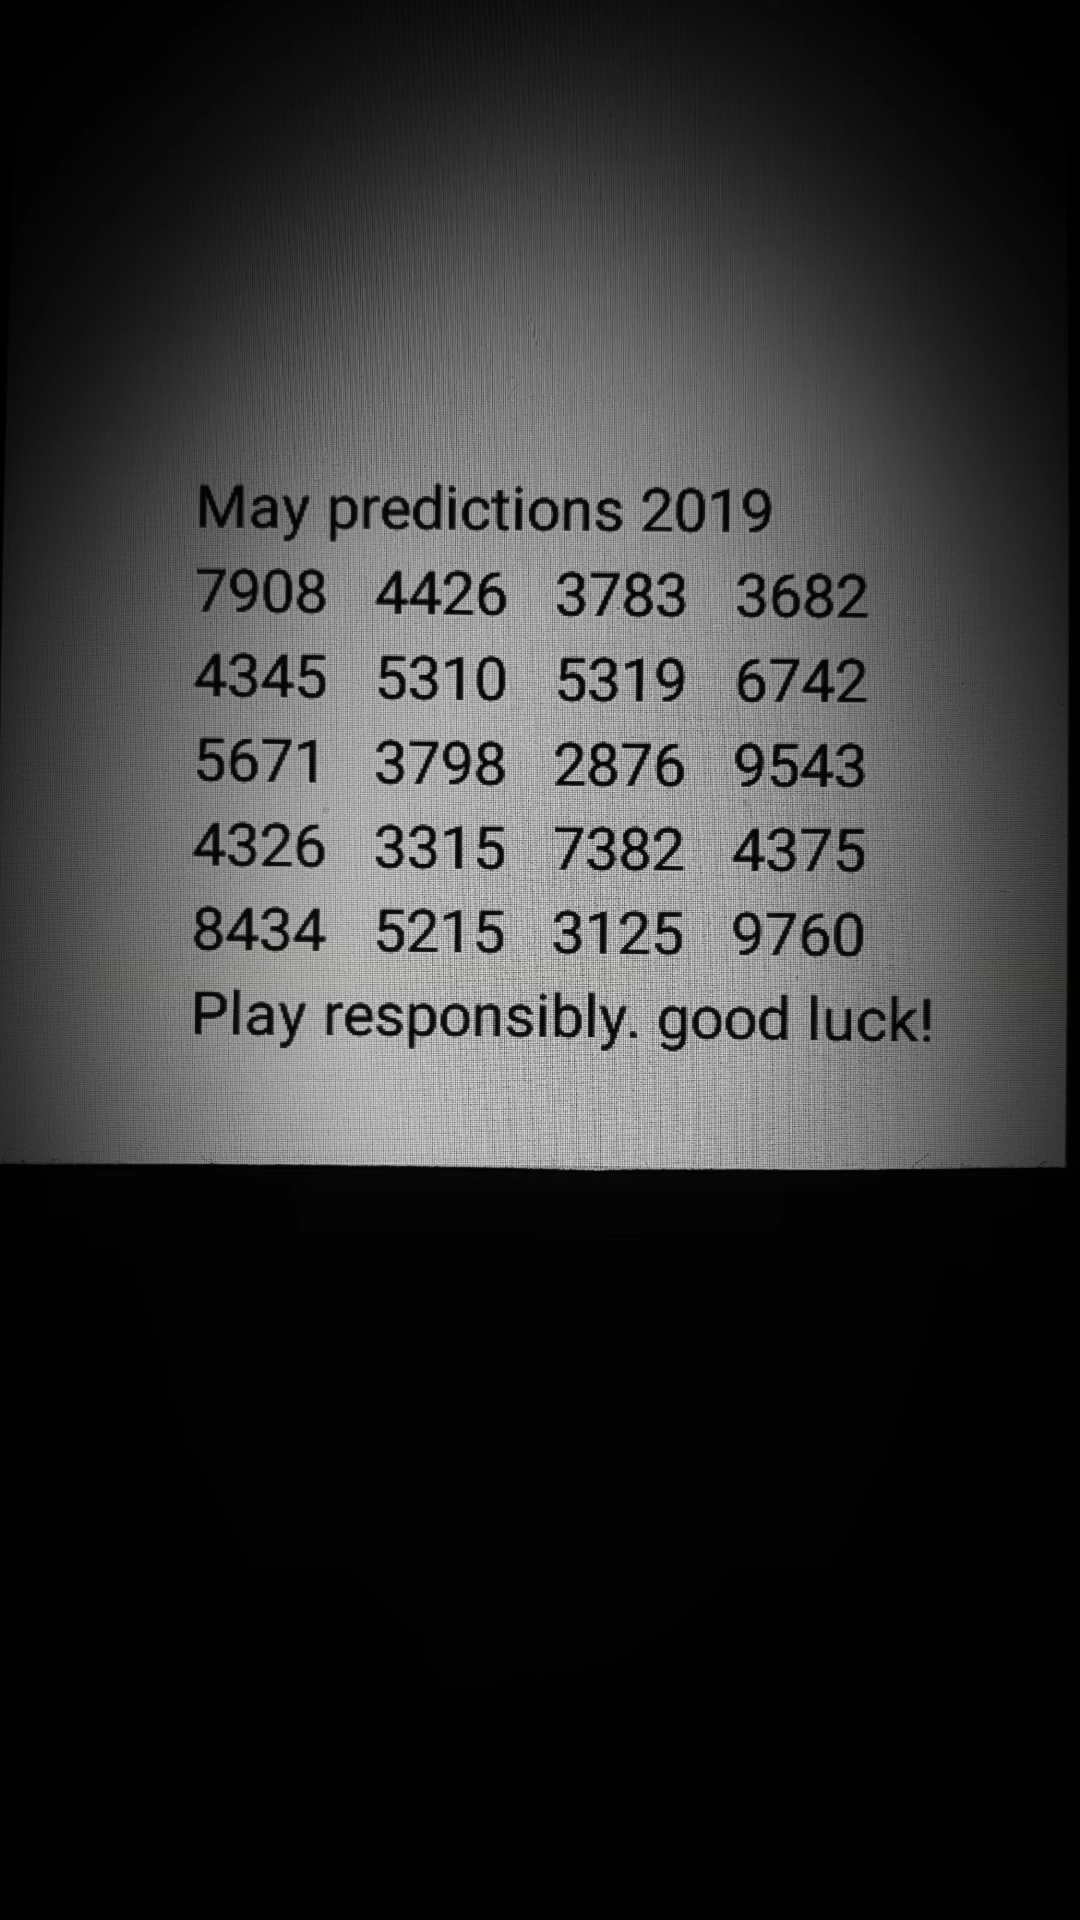 May predictions 2019
7908 4426 3783 3682
4345 5310 5319 6742
5671 3798 2876 9543
4326 3315 7382 4375
8434 5215 3125 9760
Play responsibly. good luck!